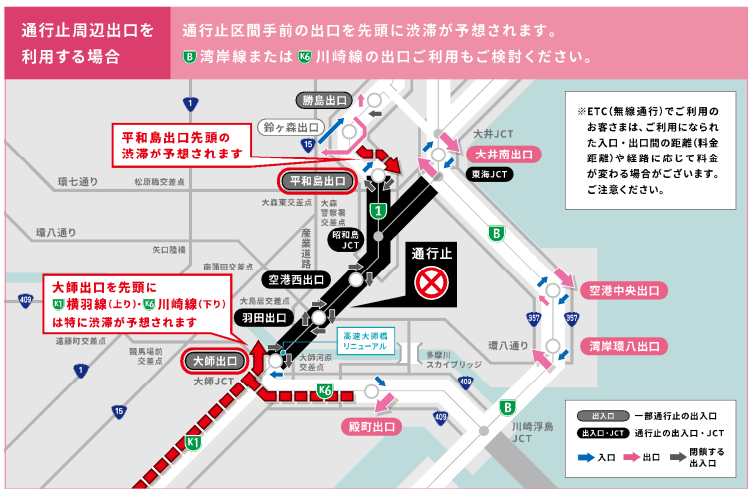 通行止周辺出口を
利用する場合
通行止区間手前の出口を先頭に渋滞が予想されます。
B 湾岸線または K6 川崎線の出口ご利用もご検討ください。
勝島出口
鈴ヶ森出口
1
15
平和島出口先頭の
渋滞が予想されます
大井JCT
大井南出口
東海JCT
※ETC(無線通行)でご利用の
お客さまは、ご利用になられ
た入口・出口間の距離(料金
距離)や経路に応じて料金
が変わる場合がございます。
ご注意ください。
環七通り
松原橋交差点
平和島出口
大森東交差点
大森
警察署
交差点
1
産業道路
昭和島
JCT
環八通り
矢口陸橋
B
通行止
南蒲田交差点
空港西出口
大師出口を先頭に
K1 横羽線(上り)・K6 川崎線(下り)
は特に渋滞が予想されます
409
大鳥居交差点
羽田出口
空港中央出口
357
357
遠藤町交差点
競馬場前
交差点
高速大師橋
リニューアル
環八通り
湾岸環八出口
大師出口
大師河原
交差点
多摩川
スカイブリッジ
大師JCT
1
15
K6
409
409
殿町出口
B
川崎浮島
JCT
K1
出入口 一部通行止の出入口
出入口・JCT 通行止の出入口・JCT
入口 出口 閉鎖する
出入口